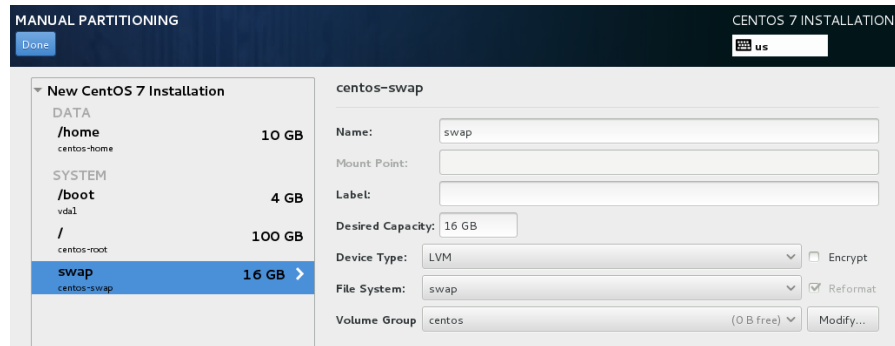 MANUAL PARTITIONING
CENTOS 7 INSTALLATION
Done
us
New CentOS 7 Installation
DATA
/home
10 GB
centos-home
SYSTEM
/boot
4 GB
vda1
/
100 GB
centos-root
swap
16 GB
centos-swap
centos-swap
Name:
swap
Mount Point:
Label:
Desired Capacity:
16 GB
Device Type:
LVM
Encrypt
File System:
swap
Reformat
Volume Group
centos
(0 B free)
Modify...